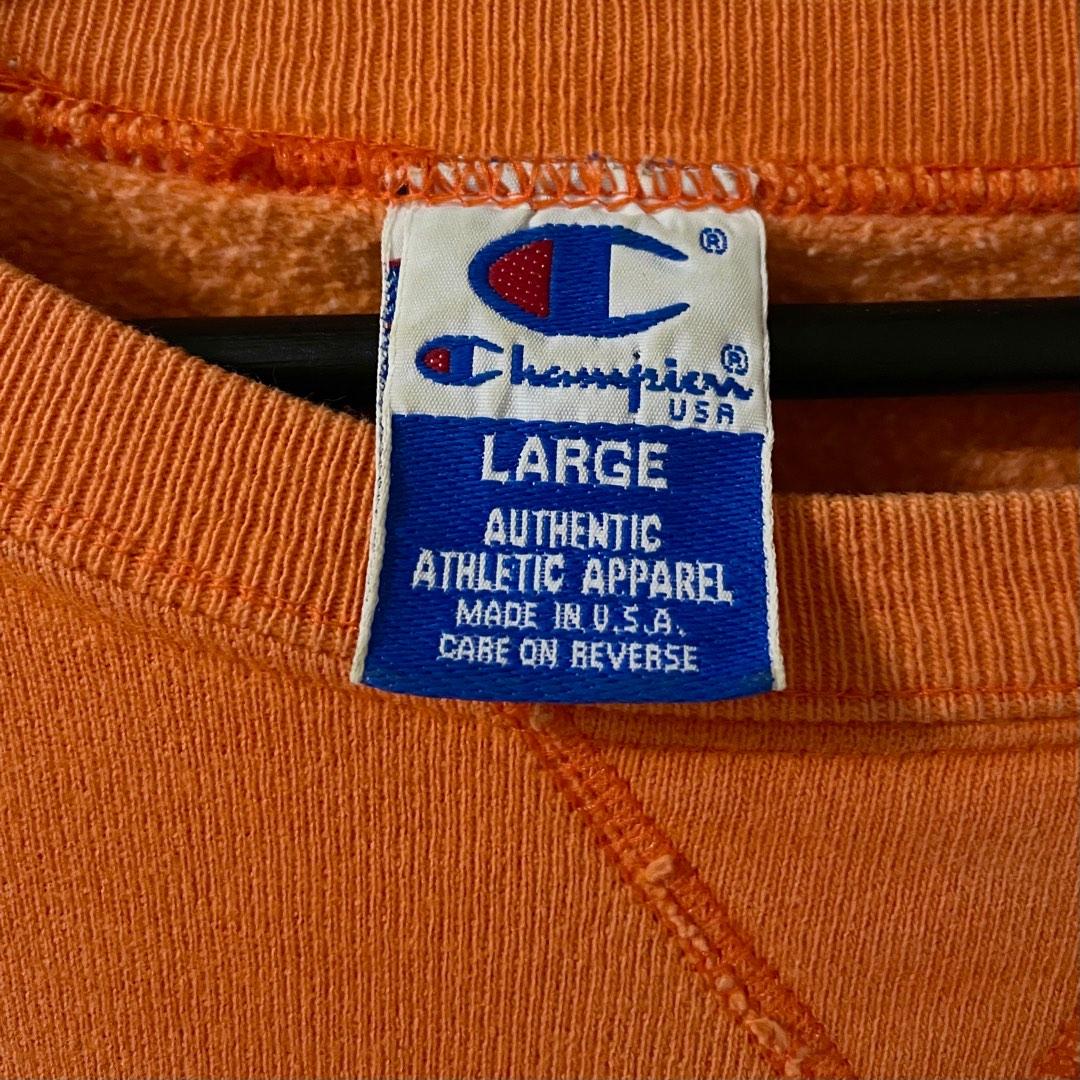 ®
Champion®
USA
LARGE
AUTHENTIC
ATHLETIC APPAREL
MADE IN U.S.A.
CARE ON REVERSE